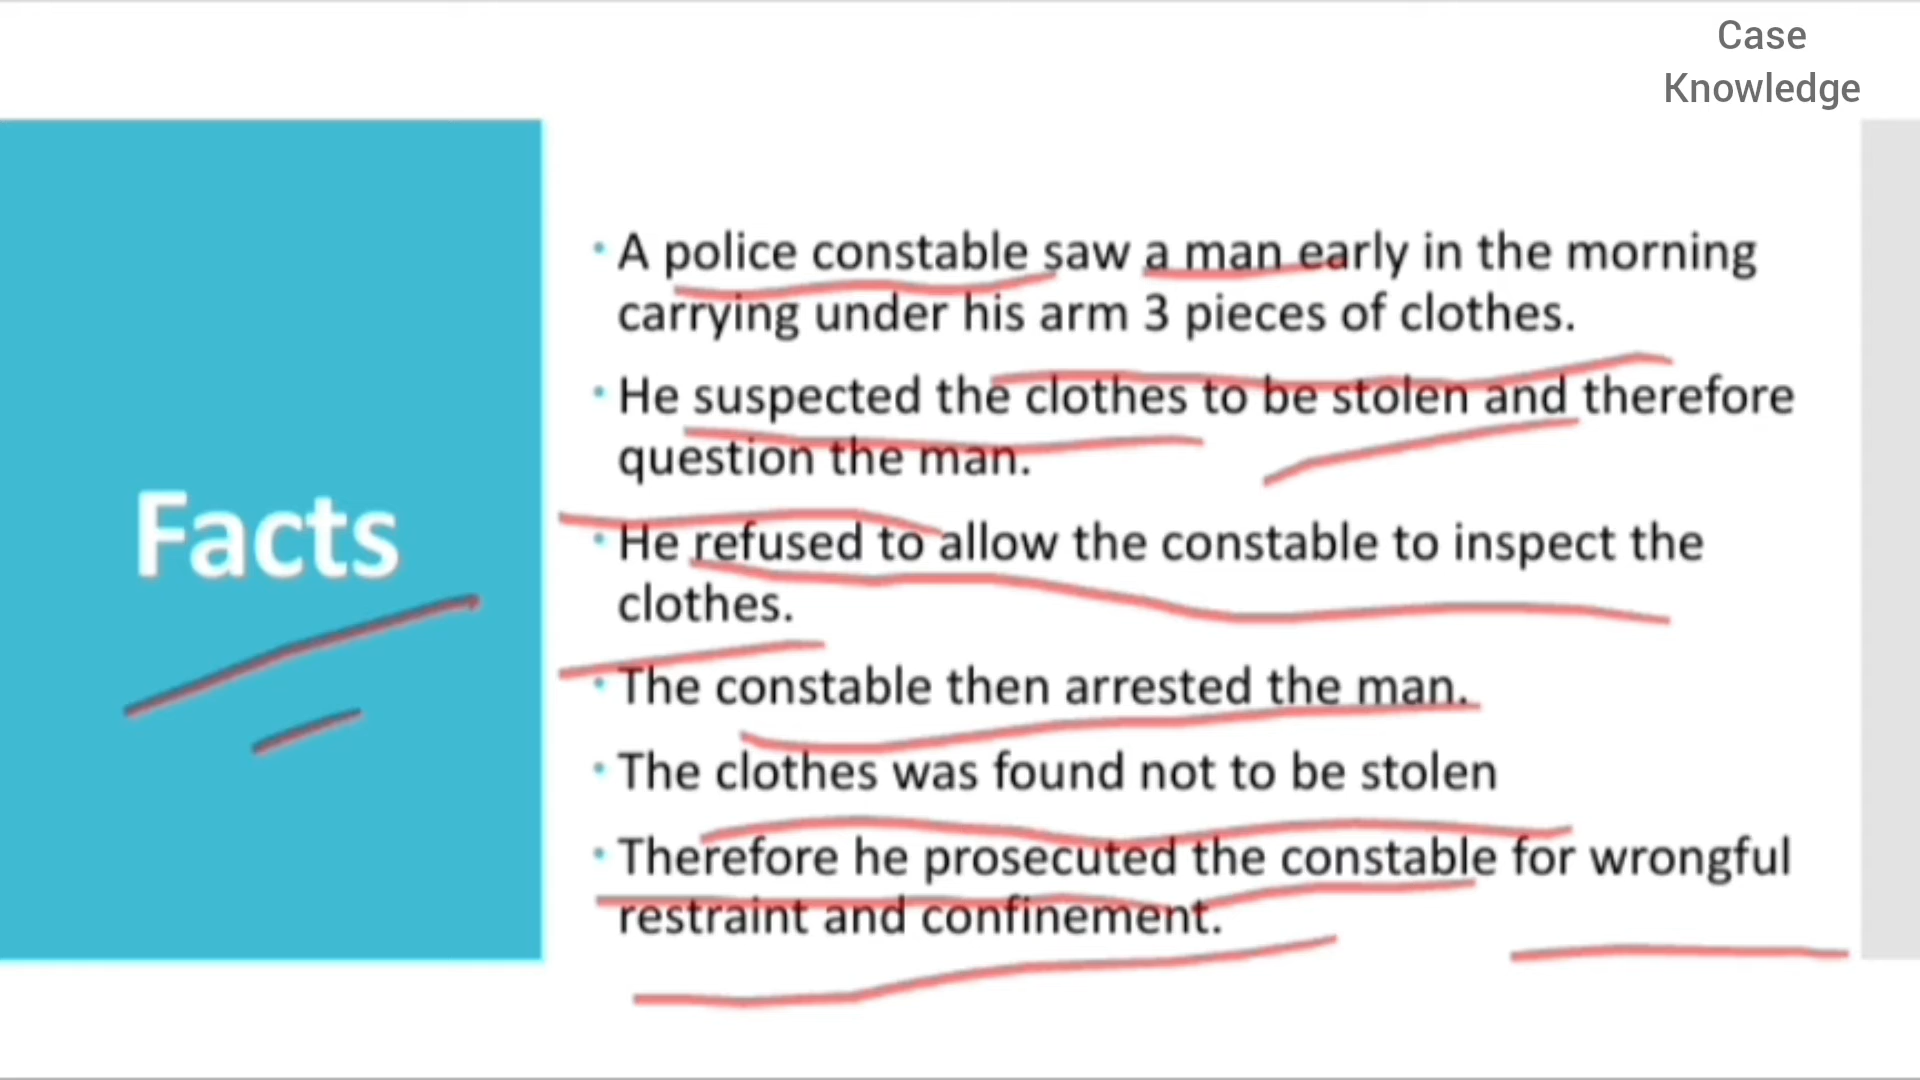 Case
Knowledge
Facts
• A police constable saw a man early in the morning
carrying under his arm 3 pieces of clothes.
• He suspected the clothes to be stolen and therefore
question the man.
• He refused to allow the constable to inspect the
clothes.
• The constable then arrested the man.
• The clothes was found not to be stolen
• Therefore he prosecuted the constable for wrongful
restraint and confinement.